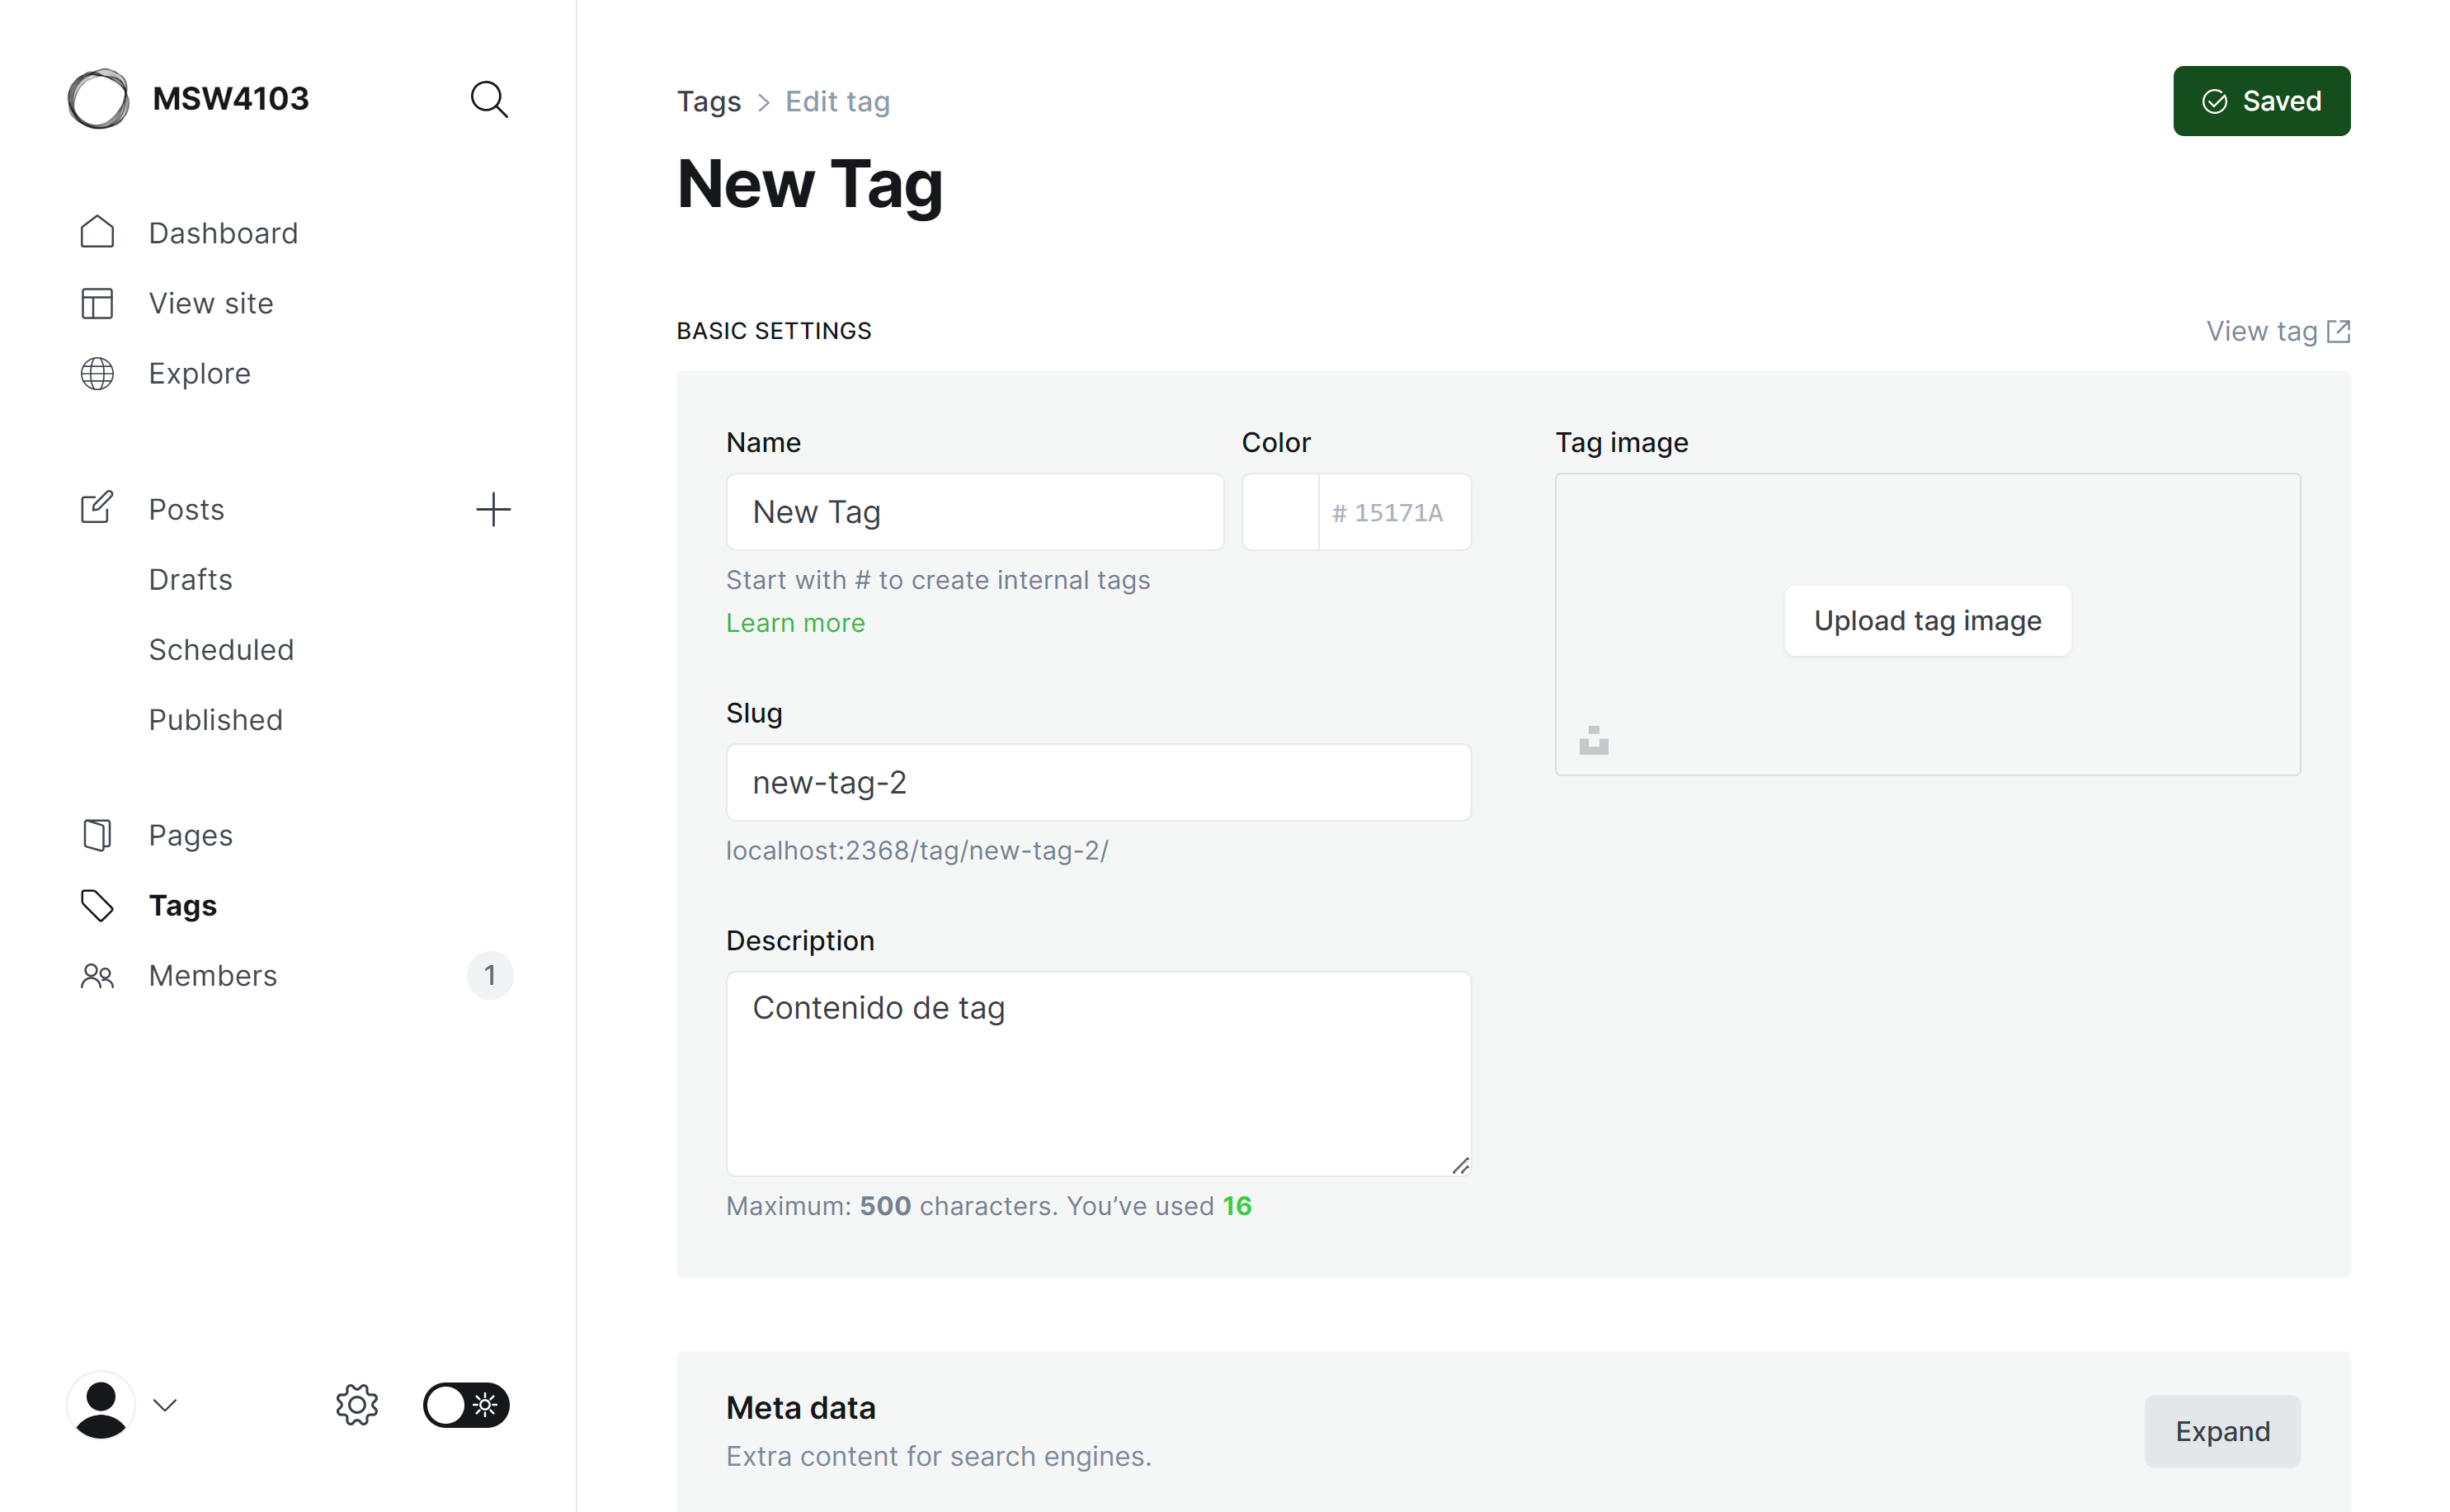 MSW4103
Dashboard
View site
Explore
Posts
Drafts
Scheduled
Published
Pages
Tags
Members 1
Tags > Edit tag
Saved
New Tag
BASIC SETTINGS
View tag
Name
New Tag
Start with # to create internal tags
Learn more
Color
# 15171A
Tag image
Upload tag image
Slug
new-tag-2
localhost:2368/tag/new-tag-2/
Description
Contenido de tag
Maximum: 500 characters. You’ve used 16
Meta data
Extra content for search engines.
Expand